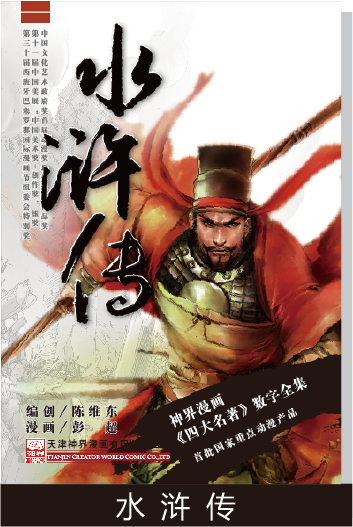 中国文化艺术政府奖首届动漫奖
第十一届中国美展:中国美术奖·创作奖、银奖
第三十届西班牙巴塞罗那国际漫画节组委会特别奖
水浒传
编创/陈维东
漫画/彭超
天津神界漫画有限公司
TIANJIN CREATOR WORLD COMIC CO.,LTD
神界漫画
《四大名著》数字全集
首批国家重点动漫产品
水浒传